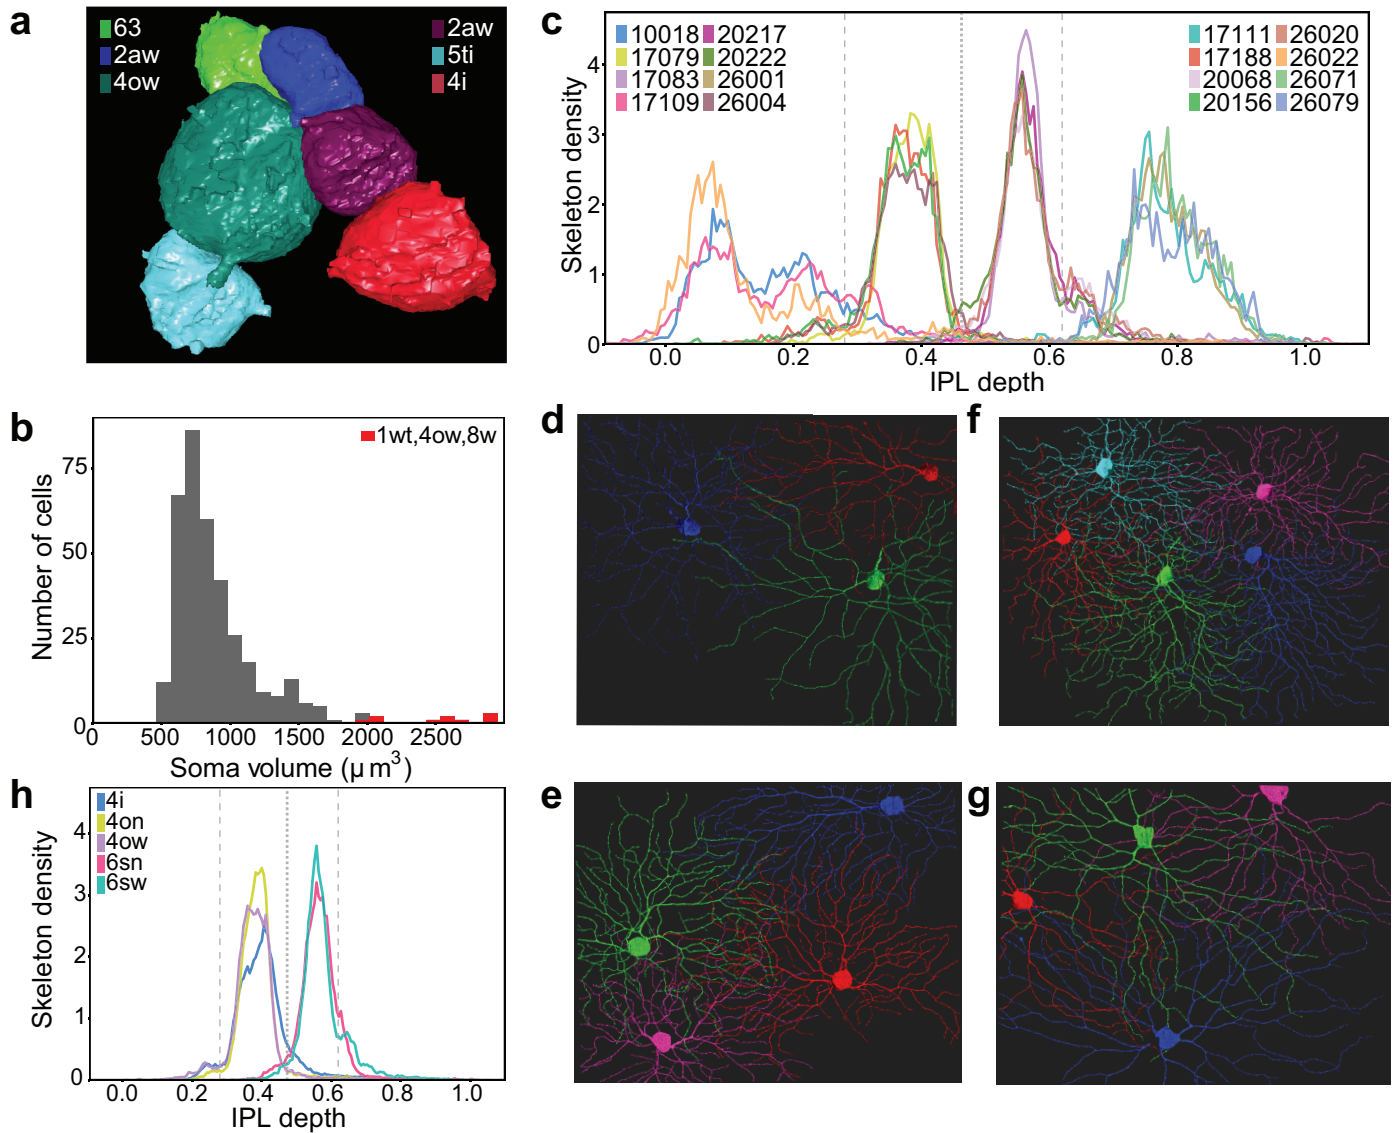 a
63
2aw
4ow
2aw
5ti
4i
b
1wt,4ow,8w
Number of cells
75
50
25
0
0 500 1000 1500 2000 2500
Soma volume (μm³)
c
10018 20217
17079 20222
17083 26001
17109 26004
17111 26020
17188 26022
20068 26071
20156 26079
Skeleton density
4
3
2
1
0
0.0 0.2 0.4 0.6 0.8 1.0
IPL depth
d
f
e
g
h
4i
4on
4ow
6sn
6sw
Skeleton density
4
3
2
1
0
0.0 0.2 0.4 0.6 0.8 1.0
IPL depth